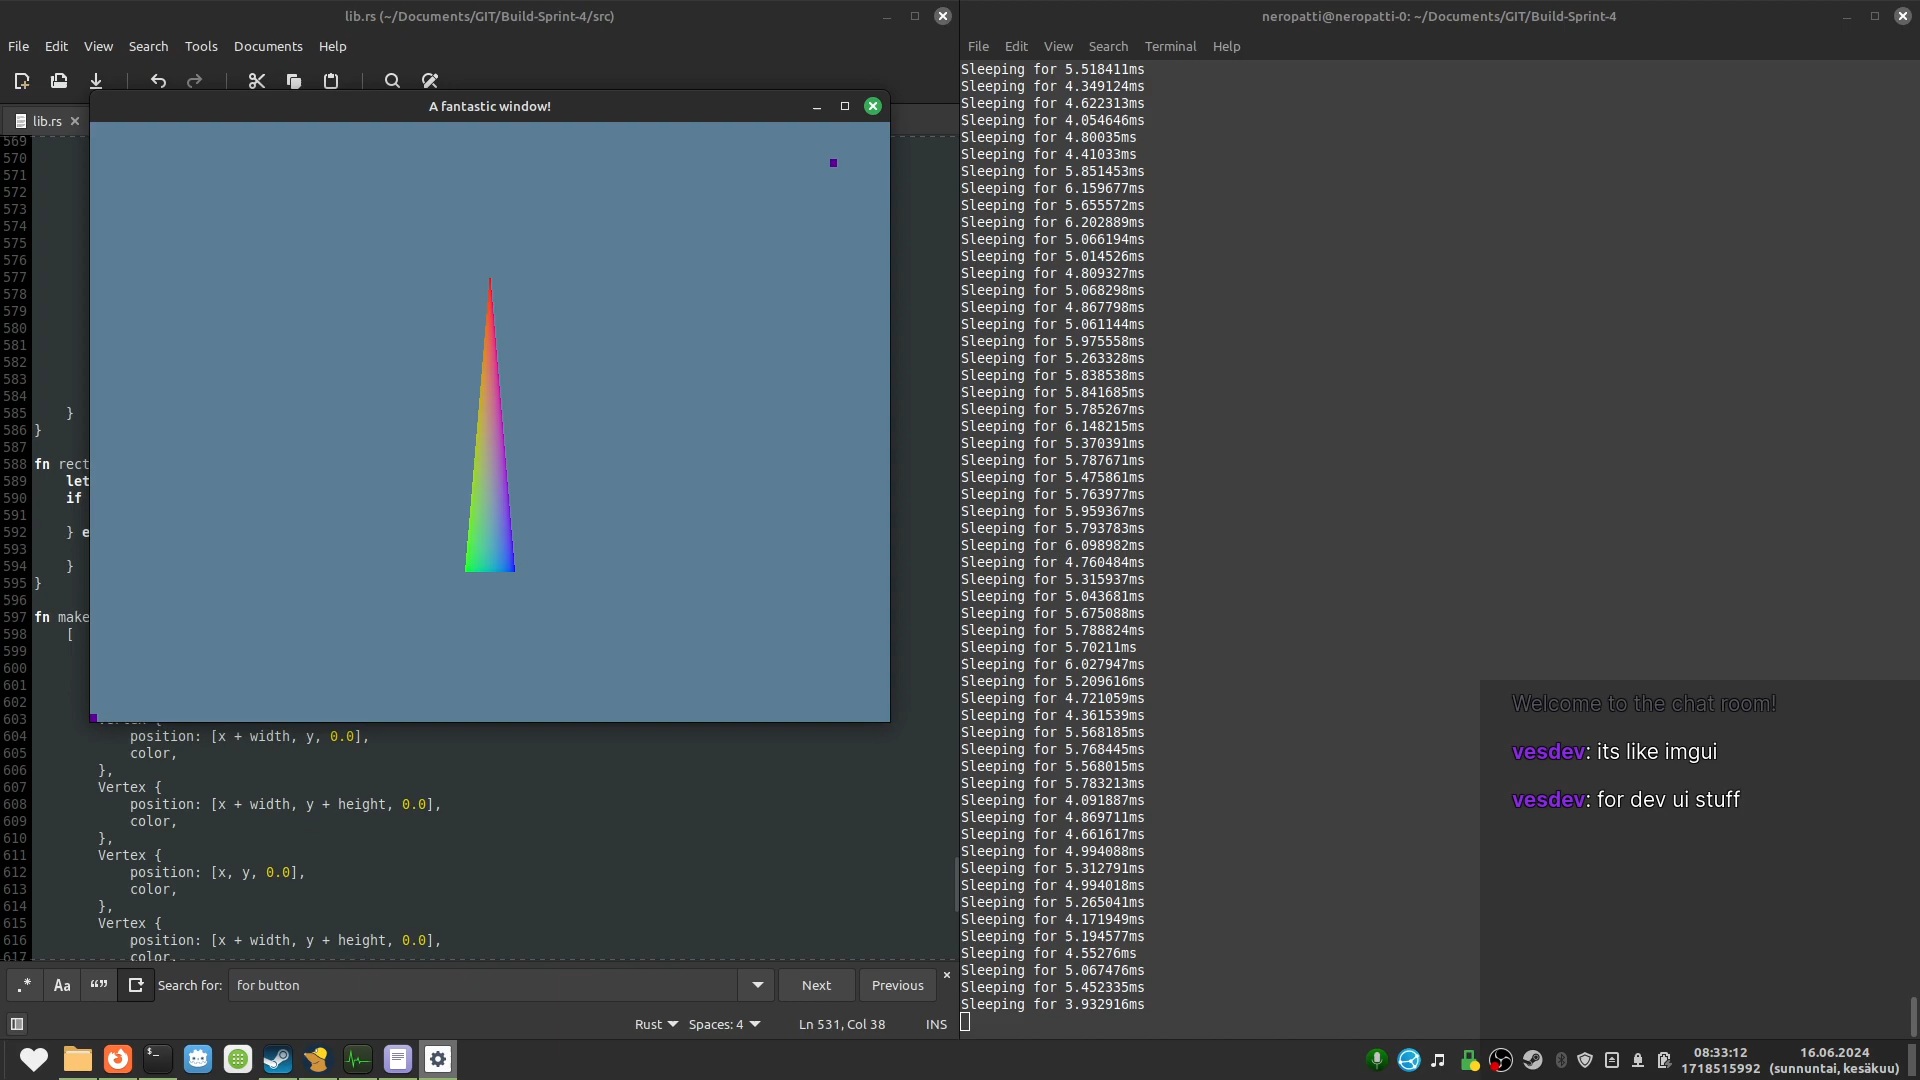 lib.rs (~/Documents/GIT/Build-Sprint-4/src)
File Edit View Search Tools Documents Help
lib.rs
A fantastic window!
569
570
571
572
573
574
575
576
577
578
579
580
581
582
583
584
585 }
586 }
587
588 fn rect
589 let
590 if
591
592 } e
593
594 }
595 }
596
597 fn make
598 [
599
600
601
602
603 Vertex {
604 position: [x + width, y, 0.0],
605 color,
606 },
607 Vertex {
608 position: [x + width, y + height, 0.0],
609 color,
610 },
611 Vertex {
612 position: [x, y, 0.0],
613 color,
614 },
615 Vertex {
616 position: [x + width, y + height, 0.0],
617 color,
.* Aa “” Search for: for button Next Previous
Rust Spaces: 4 Ln 531, Col 38 INS
neropatti@neropatti-0: ~/Documents/GIT/Build-Sprint-4
File Edit View Search Terminal Help
Sleeping for 5.518411ms
Sleeping for 4.349124ms
Sleeping for 4.622313ms
Sleeping for 4.054646ms
Sleeping for 4.80035ms
Sleeping for 4.41033ms
Sleeping for 5.851453ms
Sleeping for 6.159677ms
Sleeping for 5.655572ms
Sleeping for 6.202889ms
Sleeping for 5.066194ms
Sleeping for 5.014526ms
Sleeping for 4.809327ms
Sleeping for 5.068298ms
Sleeping for 4.867798ms
Sleeping for 5.061144ms
Sleeping for 5.975558ms
Sleeping for 5.263328ms
Sleeping for 5.838538ms
Sleeping for 5.841685ms
Sleeping for 5.785267ms
Sleeping for 6.148215ms
Sleeping for 5.370391ms
Sleeping for 5.787671ms
Sleeping for 5.475861ms
Sleeping for 5.763977ms
Sleeping for 5.959367ms
Sleeping for 5.793783ms
Sleeping for 6.098982ms
Sleeping for 4.760484ms
Sleeping for 5.315937ms
Sleeping for 5.043681ms
Sleeping for 5.675088ms
Sleeping for 5.788824ms
Sleeping for 5.70211ms
Sleeping for 6.027947ms
Sleeping for 5.209616ms
Sleeping for 4.721059ms
Sleeping for 4.361539ms
Sleeping for 5.568185ms
Sleeping for 5.768445ms
Sleeping for 5.568015ms
Sleeping for 5.783213ms
Sleeping for 4.091887ms
Sleeping for 4.869711ms
Sleeping for 4.661617ms
Sleeping for 4.994088ms
Sleeping for 5.312791ms
Sleeping for 4.994018ms
Sleeping for 5.265041ms
Sleeping for 4.171949ms
Sleeping for 5.194577ms
Sleeping for 4.55276ms
Sleeping for 5.067476ms
Sleeping for 5.452335ms
Sleeping for 3.932916ms
Welcome to the chat room!
vesdev: its like imgui
vesdev: for dev ui stuff
08:33:12
1718515992
16.06.2024
(sunnuntai, kesäkuu)